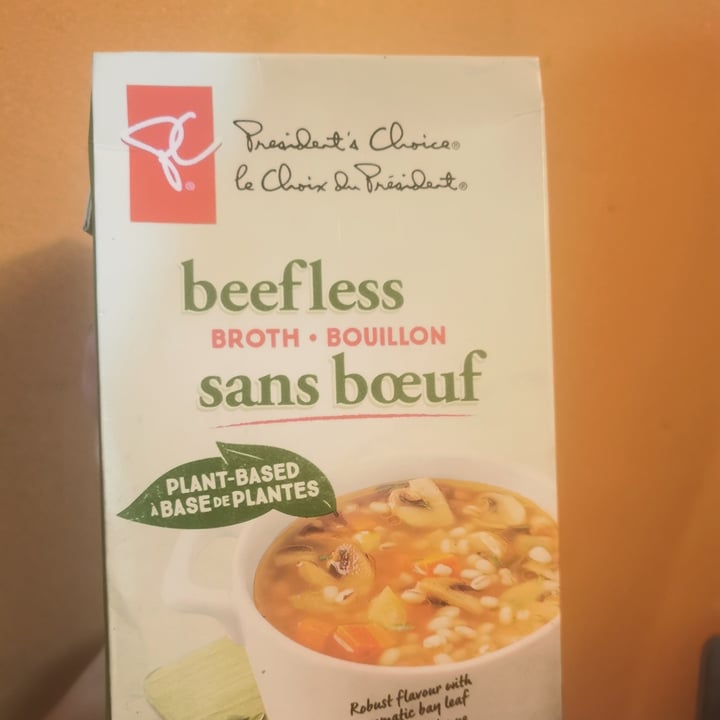 PC®
President's Choice®
le Choix du Président®
beefless
BROTH • BOUILLON
sans bœuf
PLANT-BASED
À BASE DE PLANTES
Robust flavour with
bay leaf